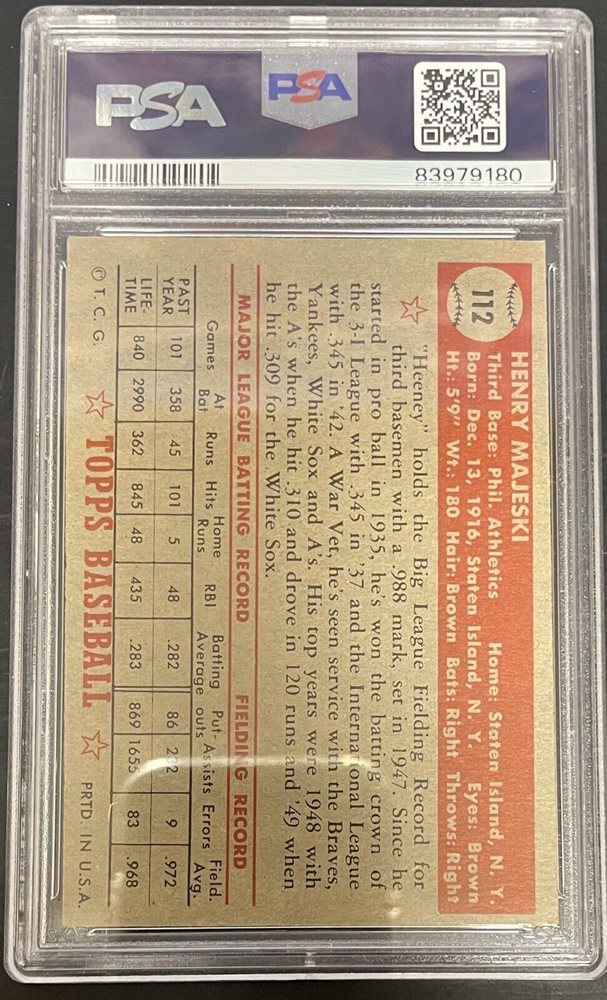 PSA
PSA
83979180
112
HENRY MAJESKI
Third Base: Phil. Athletics Home: Staten Island, N. Y.
Born: Dec. 13, 1916, Staten Island, N. Y. Eyes: Brown
Ht.: 5'9" Wt.: 180 Hair: Brown Bats: Right Throws: Right
"Heeney" holds the Big League Fielding Record for
third basemen with a .988 mark, set in 1947. Since he
started in pro ball in 1935, he's won the batting crown of
the 3-I League with .345 in '37 and the International League
with .345 in '42. A War Vet, he's seen service with the Braves,
Yankees, White Sox and A's. His top years were 1948 with
the A's when he hit .310 and drove in 120 runs and '49 when
he hit .309 for the White Sox.
MAJOR LEAGUE BATTING RECORD FIELDING RECORD
Games At Bat Runs Hits Home Runs RBI Batting Average Put-outs Assists Errors Field. Avg.
PAST YEAR 101 358 45 101 5 48 .282 86 202 9 .972
LIFE-TIME 840 2990 362 845 48 435 .283 869 1655 83 .968
© T. C. G. TOPPS BASEBALL PRTD. IN U.S.A.